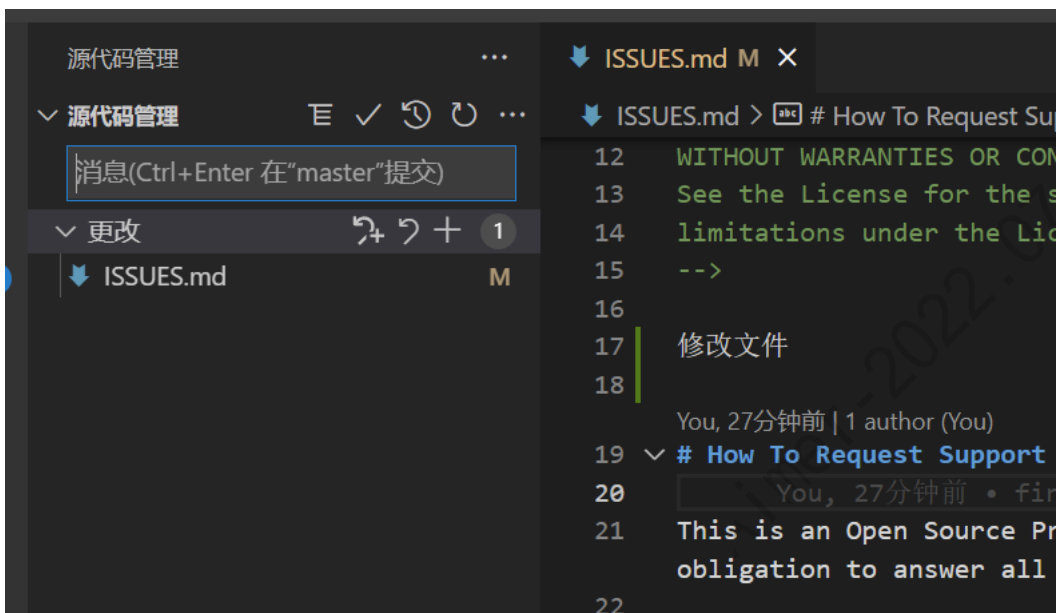 源代码管理
ISSUES.md M
源代码管理
ISSUES.md > # How To Request Su
消息(Ctrl+Enter 在“master”提交)
更改 1
ISSUES.md M
12 WITHOUT WARRANTIES OR CON
13 See the License for the s
14 limitations under the Lic
15 -->
16
17 修改文件
18
You, 27分钟前 | 1 author (You)
19 # How To Request Support
20 You, 27分钟前 • fir
21 This is an Open Source Pr
obligation to answer all
22